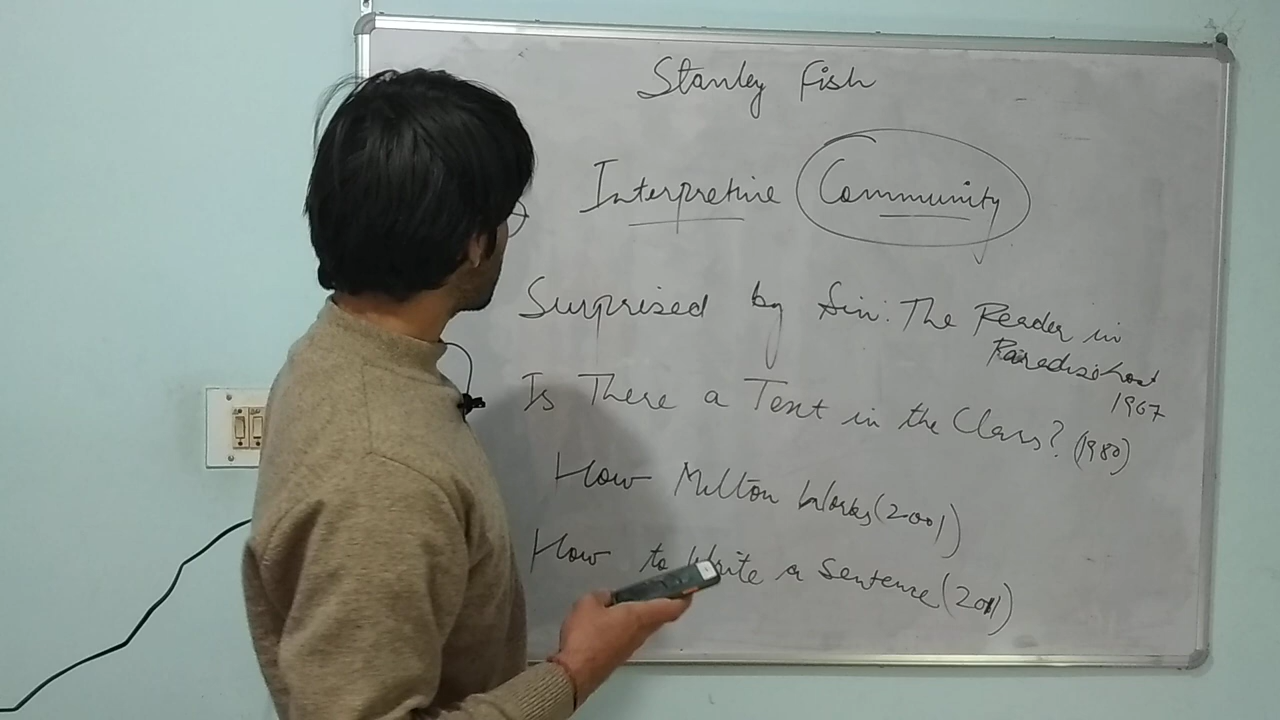 Stanley Fish
Interpretive Community
Surprised by Sin: The Reader in
Paradise Lost
1967
Is There a Text in the Class? (1980)
How Milton Works (2001)
How to Write a Sentence (2011)